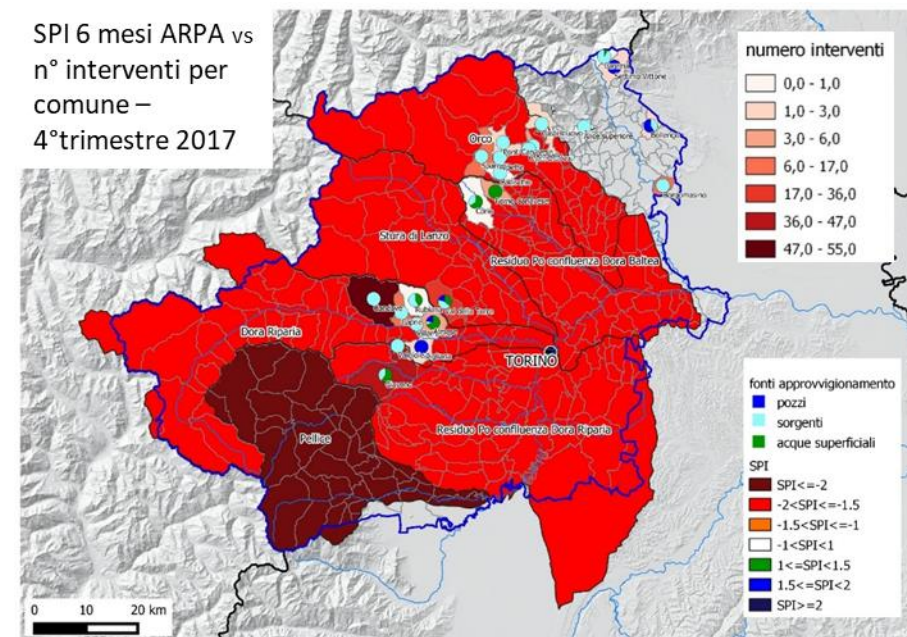 SPI 6 mesi ARPA vs
n° interventi per
comune –
4°trimestre 2017
numero interventi
0,0 - 1,0
1,0 - 3,0
3,0 - 6,0
6,0 - 17,0
17,0 - 36,0
36,0 - 47,0
47,0 - 55,0
Settimo Vittone
Orco
Stura di Lanzo
Residuo Po confluenza Dora Baltea
Dora Riparia
TORINO
Residuo Po confluenza Dora Riparia
Pellice
fonti approvvigionamento
pozzi
sorgenti
acque superficiali
SPI
SPI<=-2
-2<SPI<=-1.5
-1.5<SPI<=-1
-1<SPI<1
1<=SPI<1.5
1.5<=SPI<2
SPI>=2
0 10 20 km